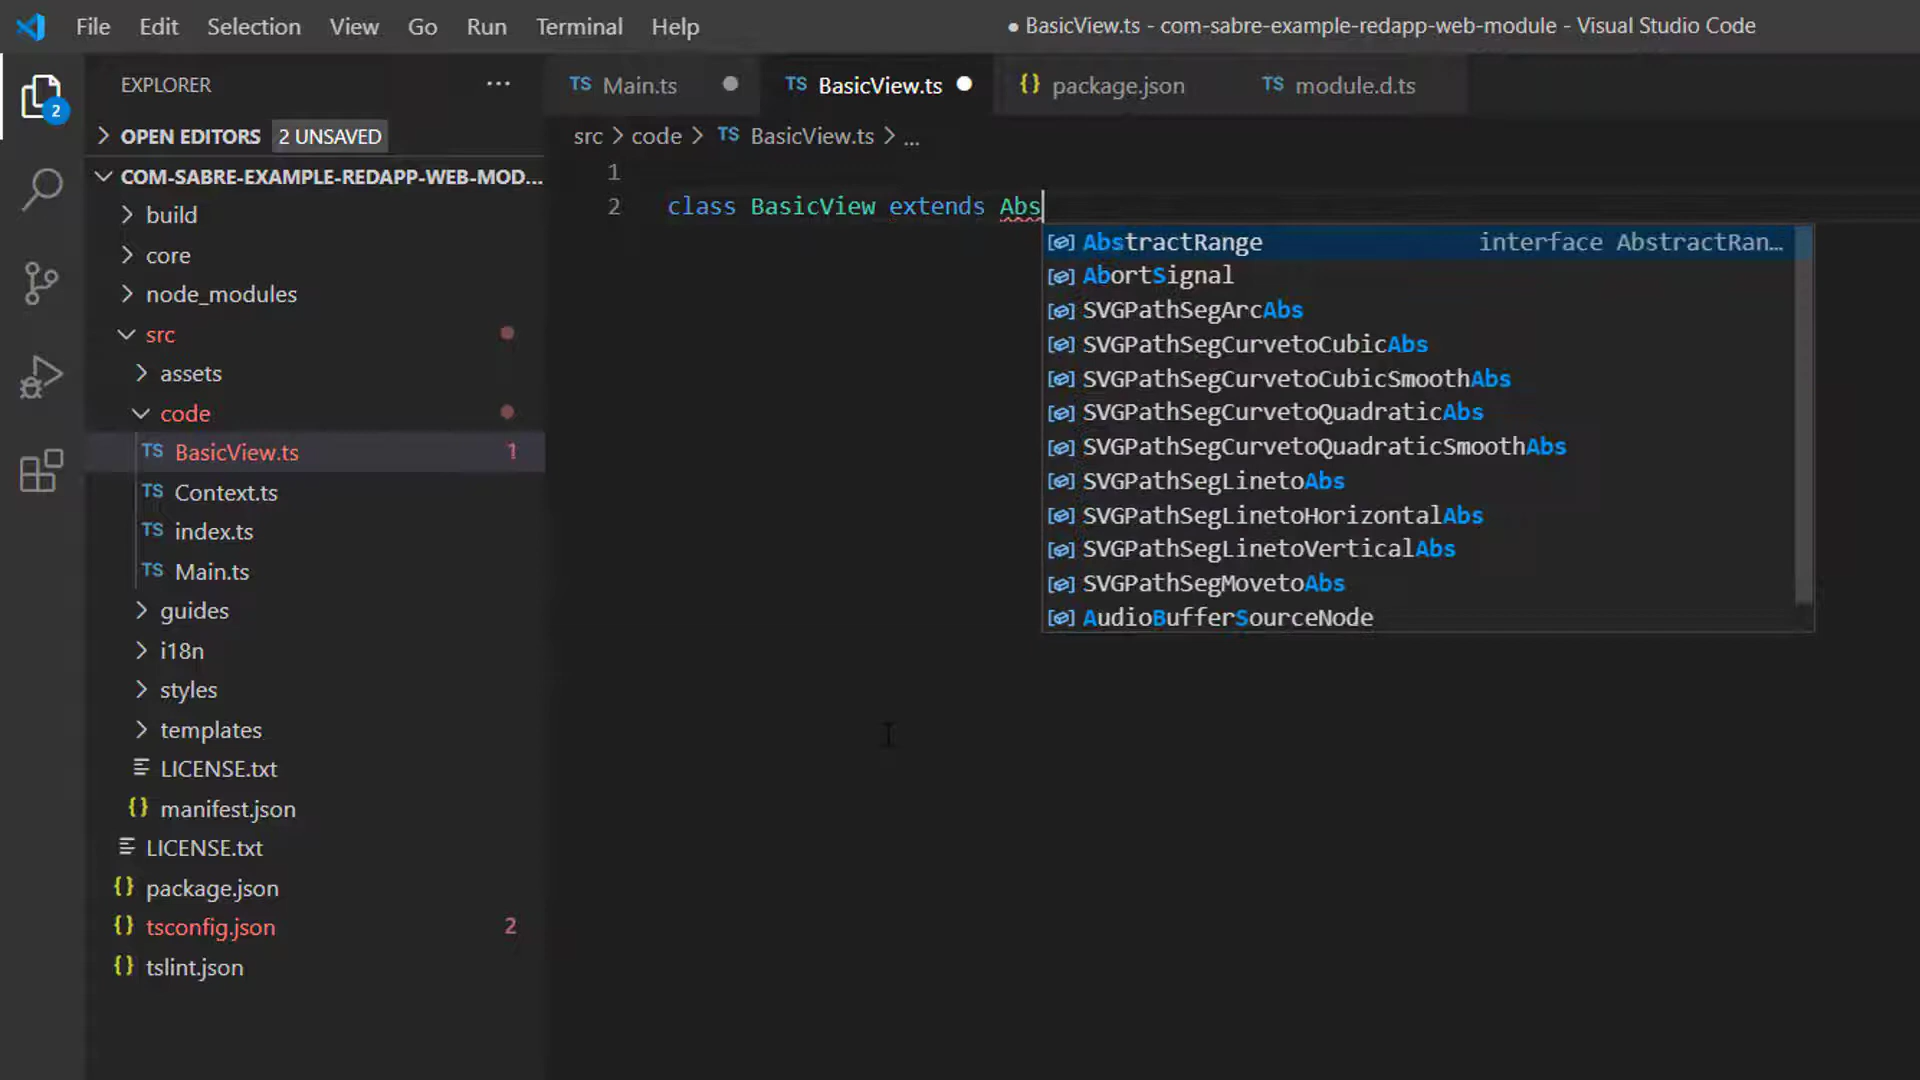 File Edit Selection View Go Run Terminal Help
● BasicView.ts - com-sabre-example-redapp-web-module - Visual Studio Code
2
EXPLORER ···
OPEN EDITORS 2 UNSAVED
COM-SABRE-EXAMPLE-REDAPP-WEB-MOD...
build
core
node_modules
src
assets
code
TS BasicView.ts 1
TS Context.ts
TS index.ts
TS Main.ts
guides
i18n
styles
templates
LICENSE.txt
{} manifest.json
LICENSE.txt
{} package.json
{} tsconfig.json 2
{} tslint.json
TS Main.ts
TS BasicView.ts
{} package.json
TS module.d.ts
src > code > TS BasicView.ts > ...
1
2 class BasicView extends Abs
AbstractRange interface AbstractRan…
AbortSignal
SVGPathSegArcAbs
SVGPathSegCurvetoCubicAbs
SVGPathSegCurvetoCubicSmoothAbs
SVGPathSegCurvetoQuadraticAbs
SVGPathSegCurvetoQuadraticSmoothAbs
SVGPathSegLinetoAbs
SVGPathSegLinetoHorizontalAbs
SVGPathSegLinetoVerticalAbs
SVGPathSegMovetoAbs
AudioBufferSourceNode